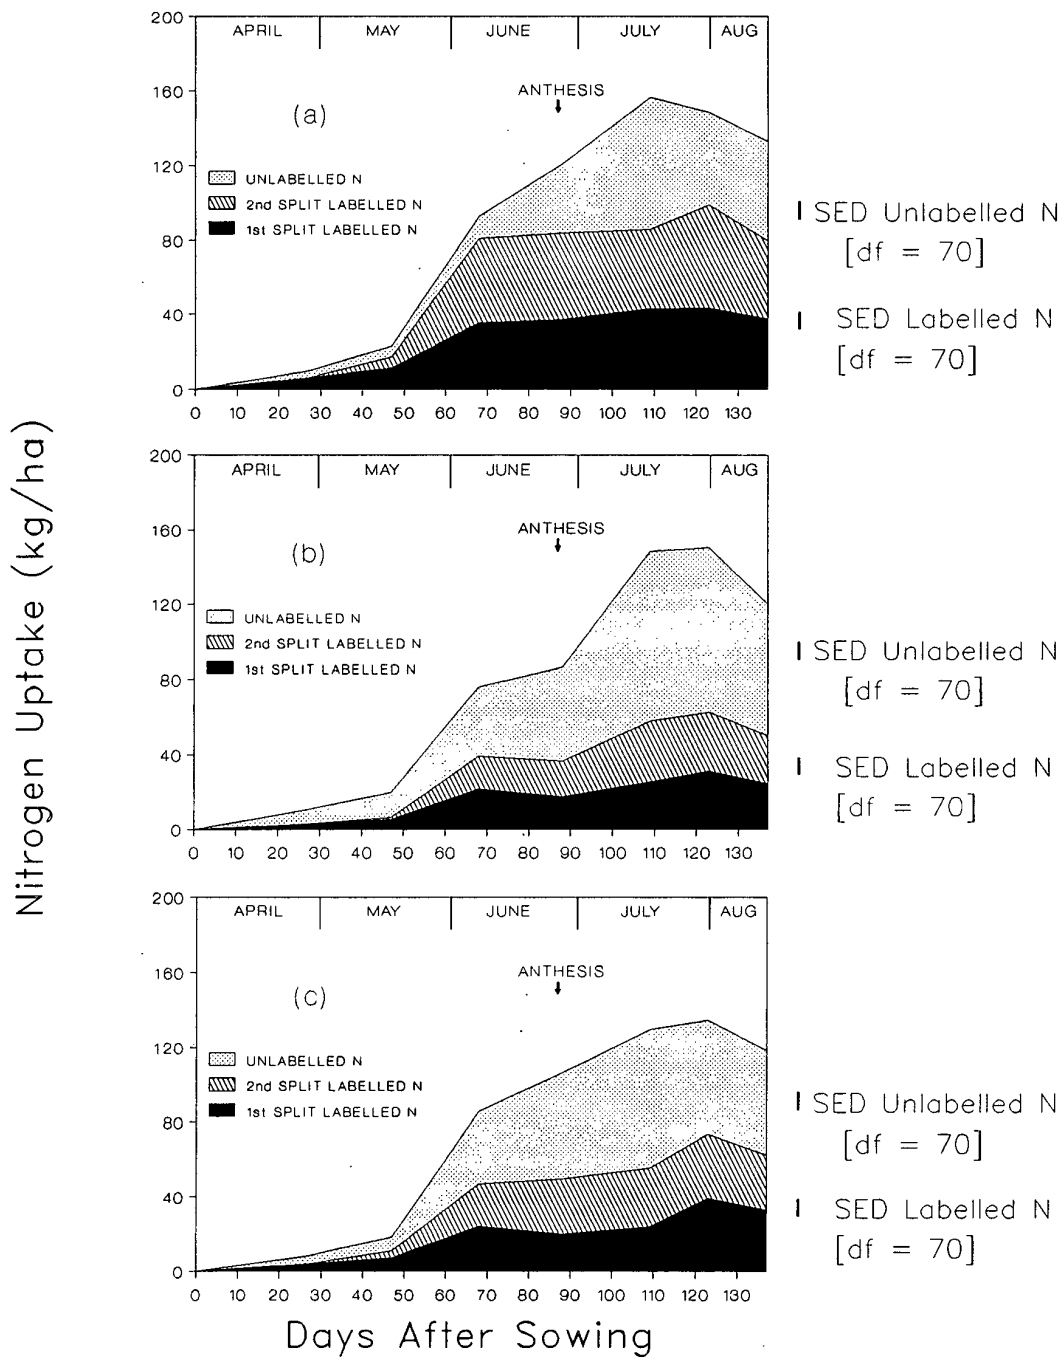 Nitrogen Uptake (kg/ha)
200
160
120
80
40
0
APRIL MAY JUNE JULY AUG
ANTHESIS
(a)
UNLABELLED N
2nd SPLIT LABELLED N
1st SPLIT LABELLED N
0 10 20 30 40 50 60 70 80 90 100 110 120 130
SED Unlabelled N
[df = 70]
SED Labelled N
[df = 70]
200
160
120
80
40
0
APRIL MAY JUNE JULY AUG
ANTHESIS
(b)
UNLABELLED N
2nd SPLIT LABELLED N
1st SPLIT LABELLED N
0 10 20 30 40 50 60 70 80 90 100 110 120 130
SED Unlabelled N
[df = 70]
SED Labelled N
[df = 70]
200
160
120
80
40
0
APRIL MAY JUNE JULY AUG
ANTHESIS
(c)
UNLABELLED N
2nd SPLIT LABELLED N
1st SPLIT LABELLED N
0 10 20 30 40 50 60 70 80 90 100 110 120 130
SED Unlabelled N
[df = 70]
SED Labelled N
[df = 70]
Days After Sowing